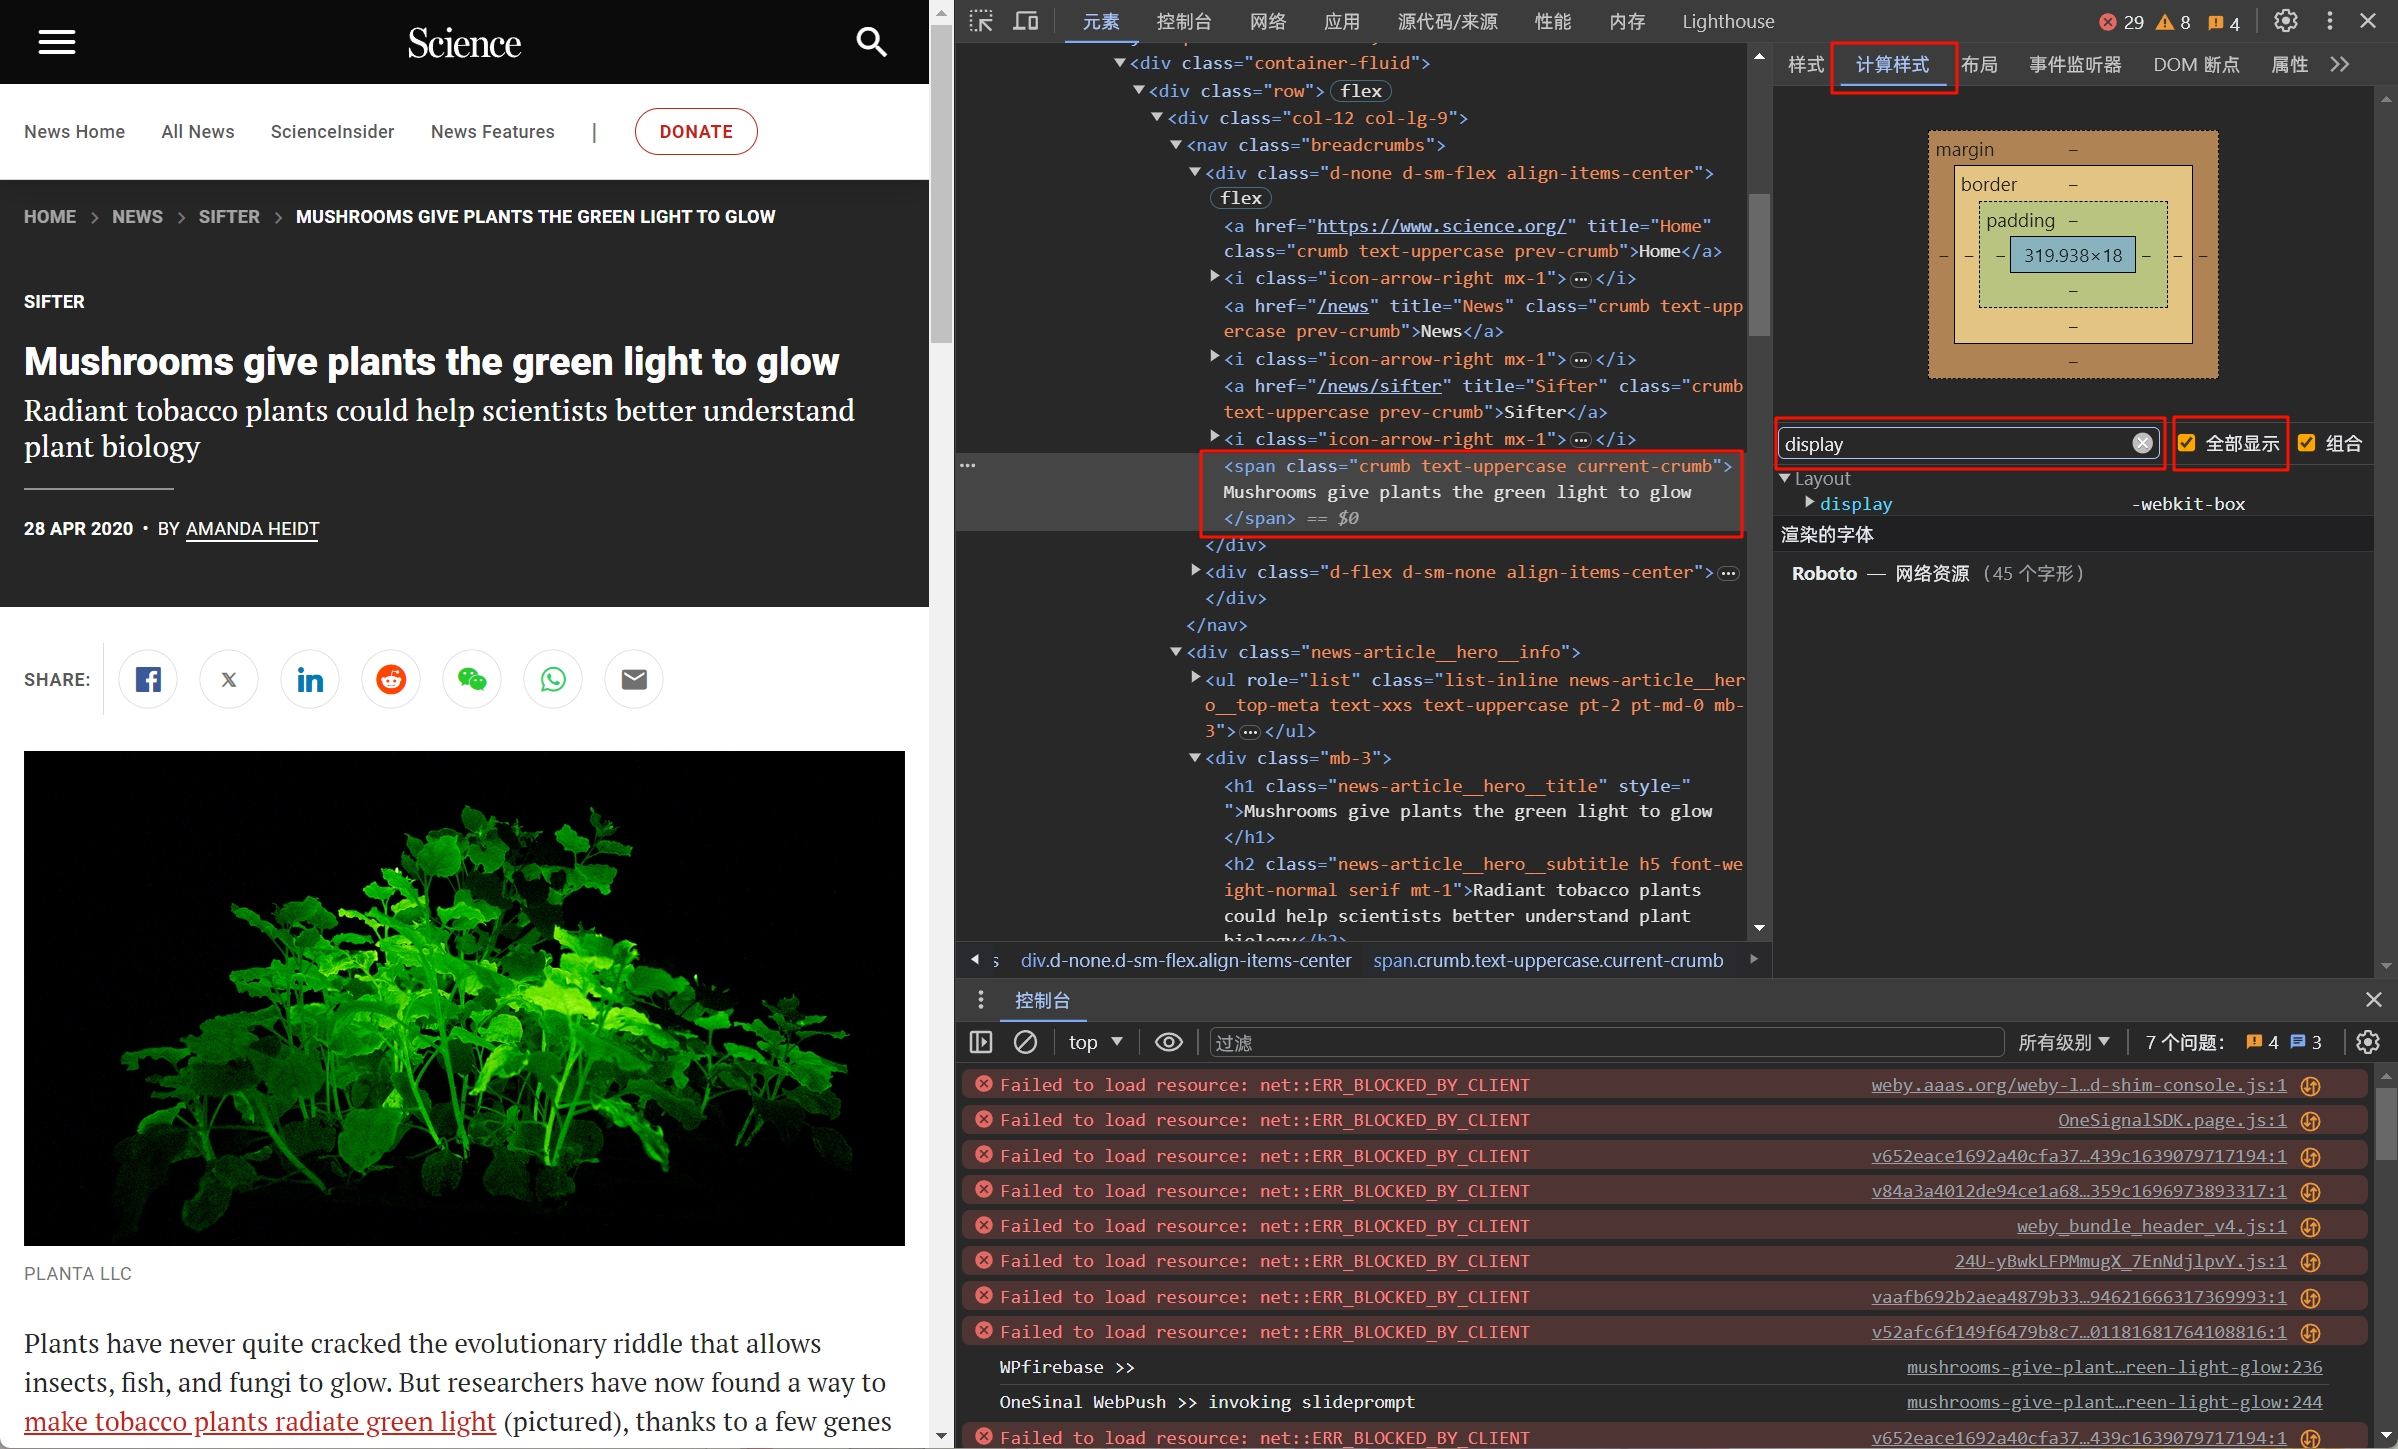 Science
News Home
All News
ScienceInsider
News Features
|
DONATE
HOME > NEWS > SIFTER > MUSHROOMS GIVE PLANTS THE GREEN LIGHT TO GLOW
SIFTER
Mushrooms give plants the green light to glow
Radiant tobacco plants could help scientists better understand
plant biology
28 APR 2020 • BY AMANDA HEIDT
SHARE:
PLANTA LLC
Plants have never quite cracked the evolutionary riddle that allows
insects, fish, and fungi to glow. But researchers have now found a way to
make tobacco plants radiate green light (pictured), thanks to a few genes
元素 控制台 网络 应用 源代码/来源 性能 内存 Lighthouse
29 8 4
<div class="container-fluid">
<div class="row"> flex
<div class="col-12 col-lg-9">
<nav class="breadcrumbs">
<div class="d-none d-sm-flex align-items-center">
flex
<a href="https://www.science.org/" title="Home"
class="crumb text-uppercase prev-crumb">Home</a>
<i class="icon-arrow-right mx-1">…</i>
<a href="/news" title="News" class="crumb text-upp
ercase prev-crumb">News</a>
<i class="icon-arrow-right mx-1">…</i>
<a href="/news/sifter" title="Sifter" class="crumb
text-uppercase prev-crumb">Sifter</a>
<i class="icon-arrow-right mx-1">…</i>
<span class="crumb text-uppercase current-crumb">
Mushrooms give plants the green light to glow
</span> == $0
</div>
<div class="d-flex d-sm-none align-items-center">…
</div>
</nav>
<div class="news-article__hero__info">
<ul role="list" class="list-inline news-article__her
o__top-meta text-xxs text-uppercase pt-2 pt-md-0 mb-
3">…</ul>
<div class="mb-3">
<h1 class="news-article__hero__title" style="
">Mushrooms give plants the green light to glow
</h1>
<h2 class="news-article__hero__subtitle h5 font-we
ight-normal serif mt-1">Radiant tobacco plants
could help scientists better understand plant
biology</h2>
s div.d-none.d-sm-flex.align-items-center span.crumb.text-uppercase.current-crumb
样式 计算样式 布局 事件监听器 DOM 断点 属性
margin –
border –
padding –
– – – 319.938×18 – – –
–
–
–
display
全部显示 组合
Layout
display -webkit-box
渲染的字体
Roboto — 网络资源 (45 个字形)
控制台
top 过滤 所有级别 7 个问题: 4 3
Failed to load resource: net::ERR_BLOCKED_BY_CLIENT weby.aaas.org/weby-l…d-shim-console.js:1
Failed to load resource: net::ERR_BLOCKED_BY_CLIENT OneSignalSDK.page.js:1
Failed to load resource: net::ERR_BLOCKED_BY_CLIENT v652eace1692a40cfa37…439c1639079717194:1
Failed to load resource: net::ERR_BLOCKED_BY_CLIENT v84a3a4012de94ce1a68…359c1696973893317:1
Failed to load resource: net::ERR_BLOCKED_BY_CLIENT weby_bundle_header_v4.js:1
Failed to load resource: net::ERR_BLOCKED_BY_CLIENT 24U-yBwkLFPMmugX_7EnNdjlpvY.js:1
Failed to load resource: net::ERR_BLOCKED_BY_CLIENT vaafb692b2aea4879b33…94621666317369993:1
Failed to load resource: net::ERR_BLOCKED_BY_CLIENT v52afc6f149f6479b8c7…01181681764108816:1
WPfirebase >> mushrooms-give-plant…reen-light-glow:236
OneSinal WebPush >> invoking slideprompt mushrooms-give-plant…reen-light-glow:244
Failed to load resource: net::ERR_BLOCKED_BY_CLIENT v652eace1692a40cfa37…439c1639079717194:1